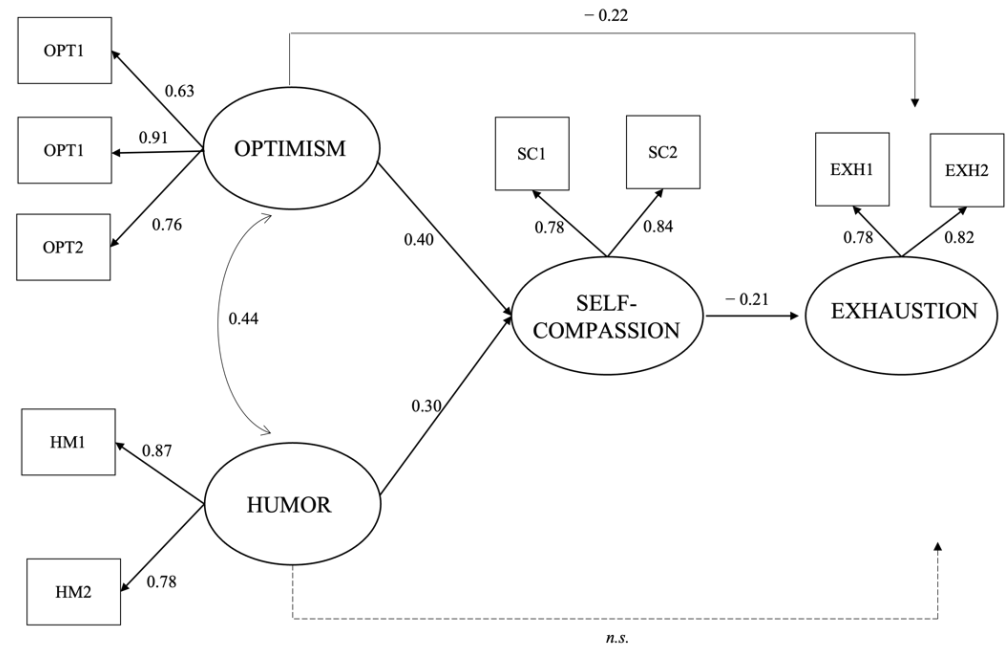 − 0.22
OPT1
0.63
OPT1
0.91
OPTIMISM
OPT2
0.76
SC1
SC2
EXH1
EXH2
0.40
0.78
0.84
0.78
0.82
0.44
SELF-
COMPASSION
− 0.21
EXHAUSTION
0.30
HM1
0.87
HUMOR
HM2
0.78
n.s.